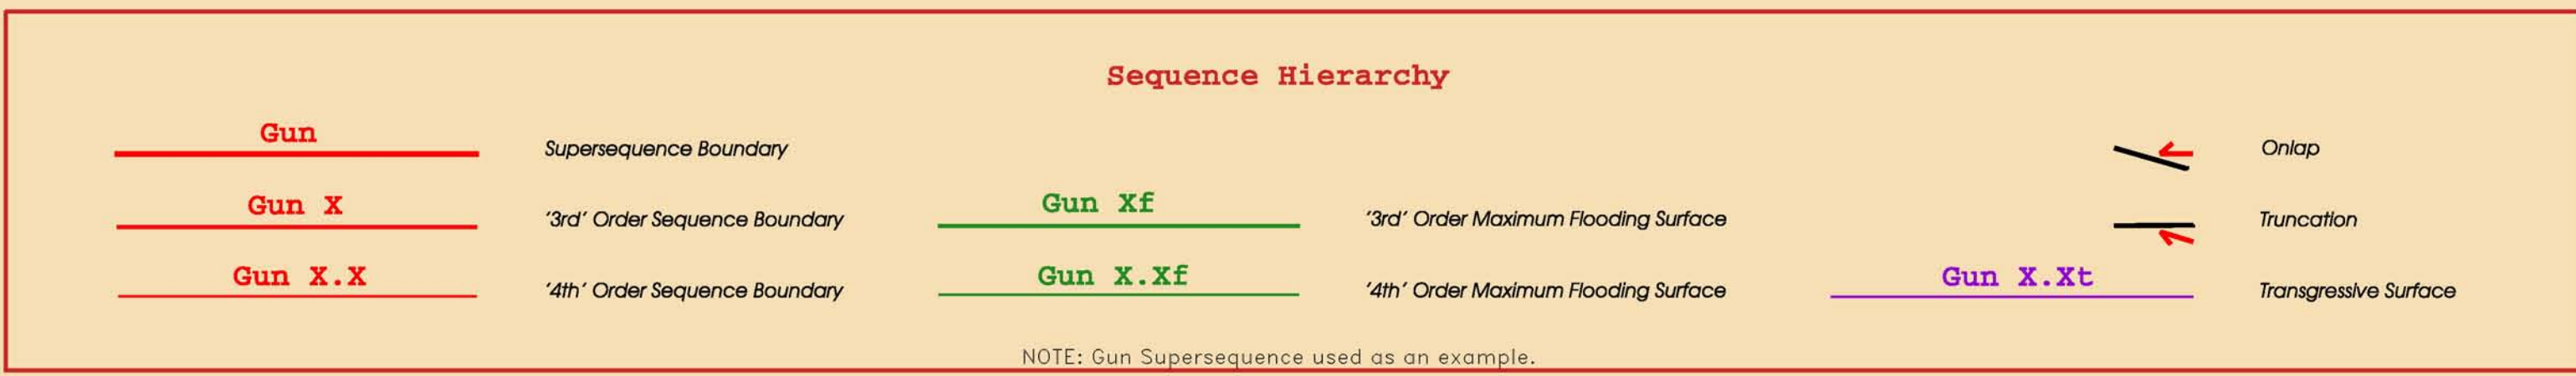 Sequence Hierarchy
Gun
Supersequence Boundary
Onlap
Gun X
'3rd' Order Sequence Boundary
Gun Xf
'3rd' Order Maximum Flooding Surface
Truncation
Gun X.X
'4th' Order Sequence Boundary
Gun X.Xf
'4th' Order Maximum Flooding Surface
Gun X.Xt
Transgressive Surface
NOTE: Gun Supersequence used as an example.